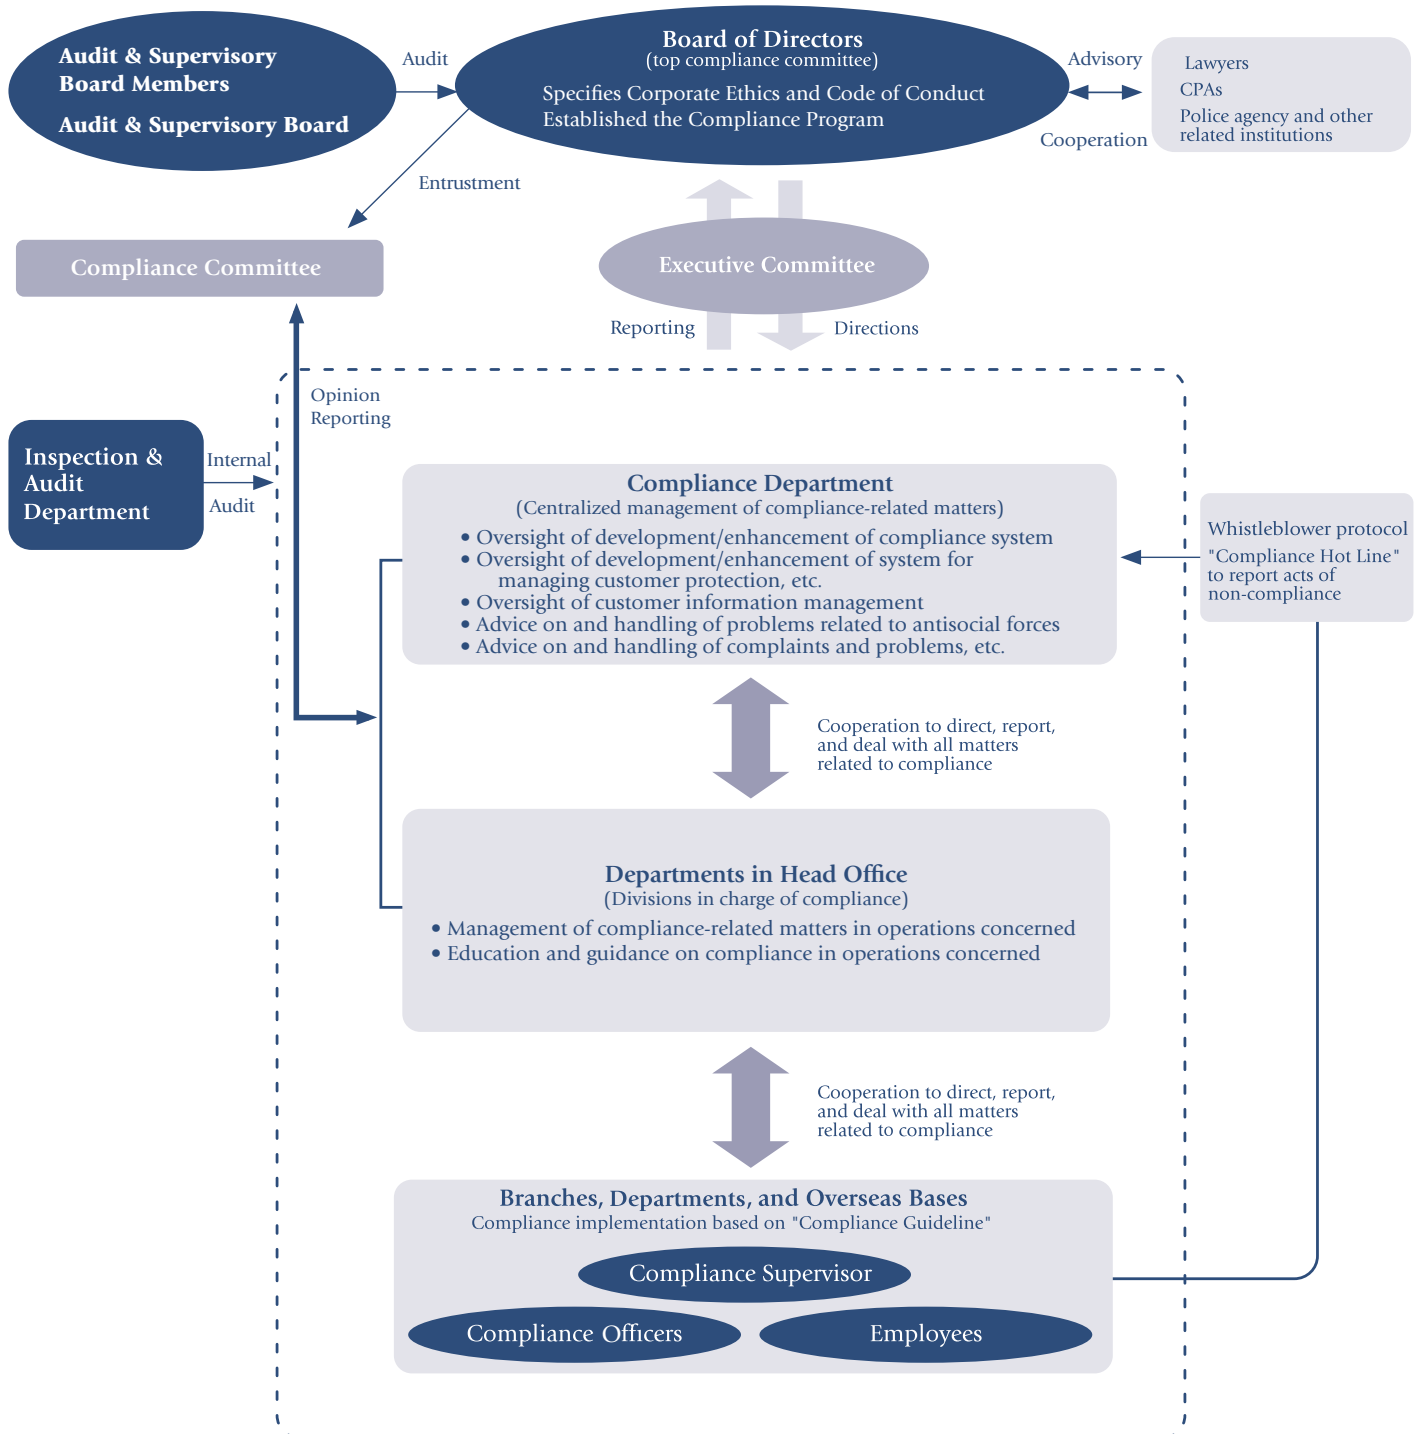 Audit & Supervisory
Board Members
Audit & Supervisory Board
Audit
Board of Directors
(top compliance committee)
Specifies Corporate Ethics and Code of Conduct
Established the Compliance Program
Advisory
Cooperation
Lawyers
CPAs
Police agency and other
related institutions
Entrustment
Compliance Committee
Executive Committee
Reporting
Directions
Opinion
Reporting
Inspection &
Audit
Department
Internal
Audit
Compliance Department
(Centralized management of compliance-related matters)
• Oversight of development/enhancement of compliance system
• Oversight of development/enhancement of system for
managing customer protection, etc.
• Oversight of customer information management
• Advice on and handling of problems related to antisocial forces
• Advice on and handling of complaints and problems, etc.
Whistleblower protocol
"Compliance Hot Line"
to report acts of
non-compliance
Cooperation to direct, report,
and deal with all matters
related to compliance
Departments in Head Office
(Divisions in charge of compliance)
• Management of compliance-related matters in operations concerned
• Education and guidance on compliance in operations concerned
Cooperation to direct, report,
and deal with all matters
related to compliance
Branches, Departments, and Overseas Bases
Compliance implementation based on "Compliance Guideline"
Compliance Supervisor
Compliance Officers
Employees